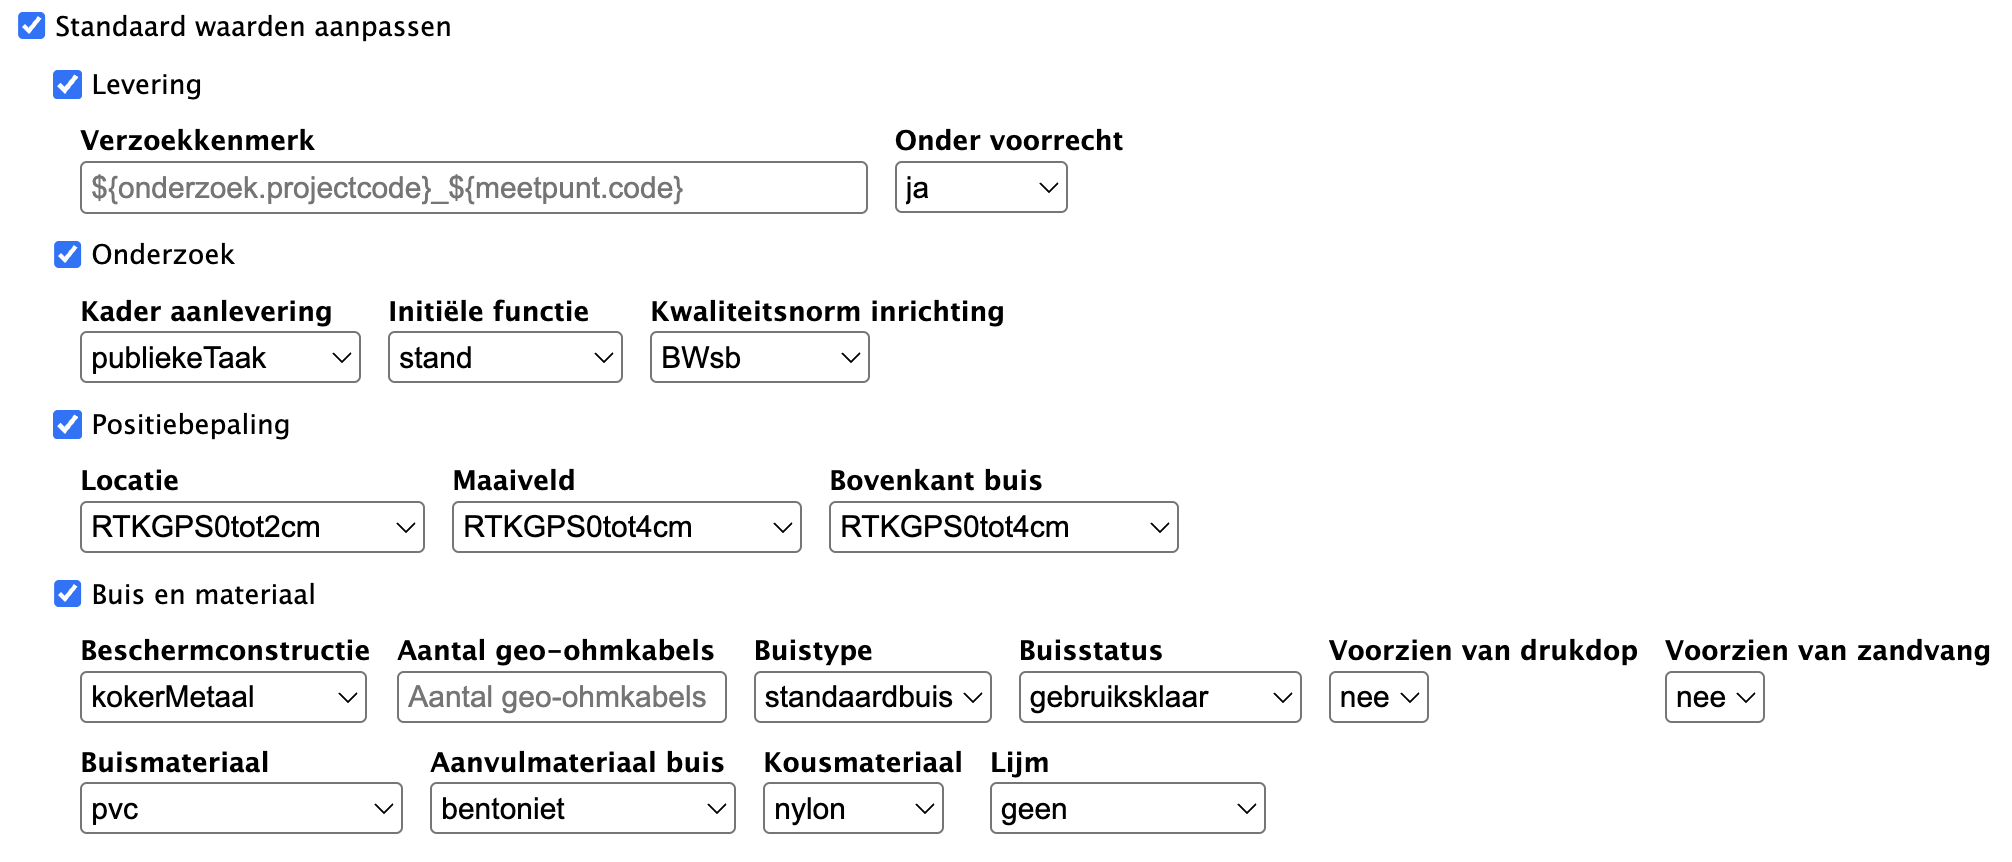 Standaard waarden aanpassen
Levering
Verzoekkenmerk Onder voorrecht
${onderzoek.projectcode}_${meetpunt.code} ja
Onderzoek
Kader aanlevering Initiële functie Kwaliteitsnorm inrichting
publiekeTaak stand BWsb
Positiebepaling
Locatie Maaiveld Bovenkant buis
RTKGPS0tot2cm RTKGPS0tot4cm RTKGPS0tot4cm
Buis en materiaal
Beschermconstructie Aantal geo-ohmkabels Buistype Buisstatus Voorzien van drukdop Voorzien van zandvang
kokerMetaal Aantal geo-ohmkabels standaardbuis gebruiksklaar nee nee
Buismateriaal Aanvulmateriaal buis Kousmateriaal Lijm
pvc bentoniet nylon geen